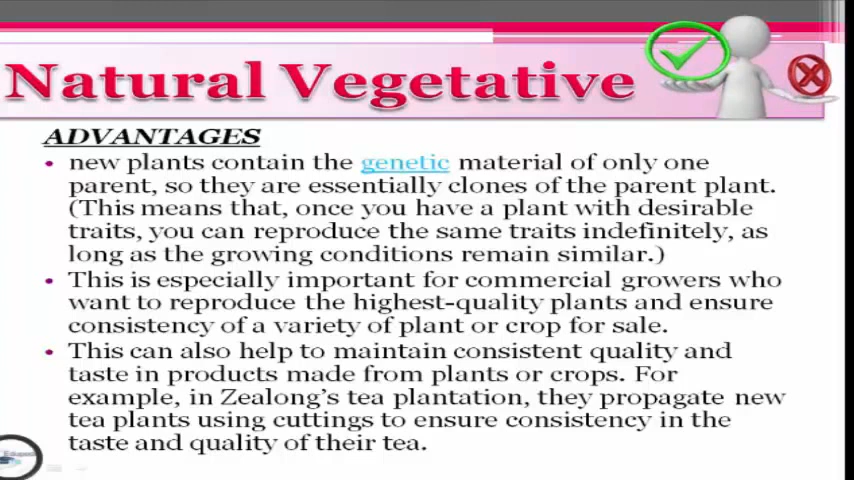 Natural Vegetative
ADVANTAGES
• new plants contain the genetic material of only one
parent, so they are essentially clones of the parent plant.
(This means that, once you have a plant with desirable
traits, you can reproduce the same traits indefinitely, as
long as the growing conditions remain similar.)
• This is especially important for commercial growers who
want to reproduce the highest-quality plants and ensure
consistency of a variety of plant or crop for sale.
• This can also help to maintain consistent quality and
taste in products made from plants or crops. For
example, in Zealong's tea plantation, they propagate new
tea plants using cuttings to ensure consistency in the
taste and quality of their tea.